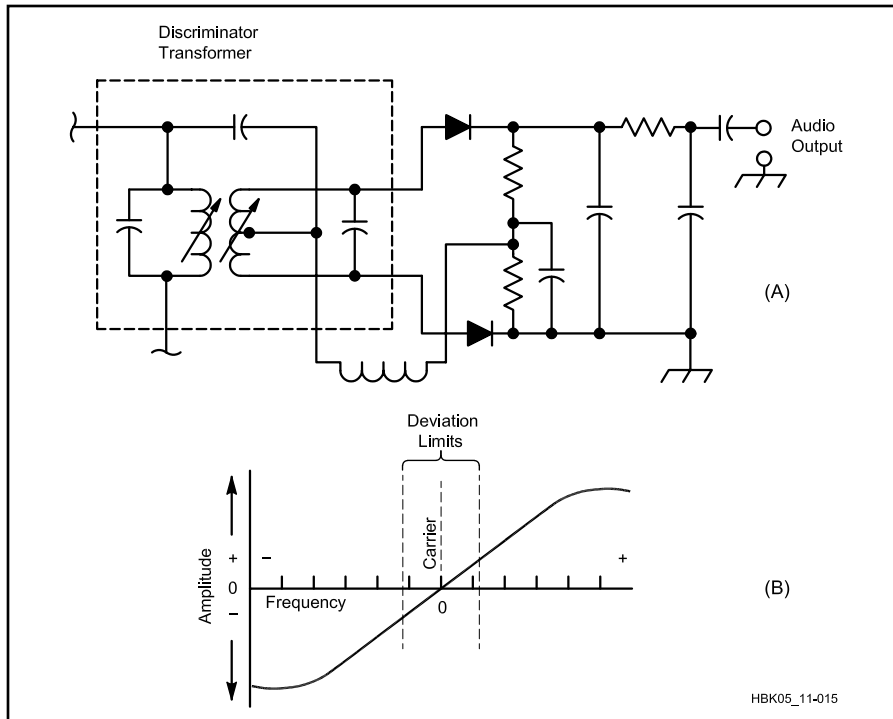 Discriminator
Transformer
Audio
Output
(A)
Deviation
Limits
Carrier
Amplitude
+
0
−
−
+
Frequency
0
(B)
HBK05_11-015